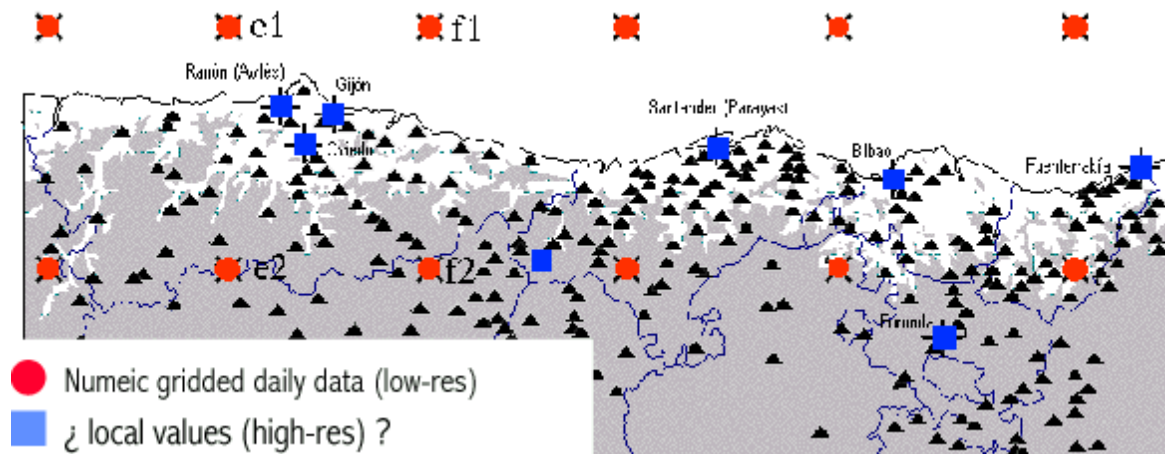 e1
f1
Ranón (Avilés)
Gijón
Santander (Parayas)
Bilbao
Fuenterrabía
Oviedo
e2
f2
Numeic gridded daily data (low-res)
¿ local values (high-res) ?